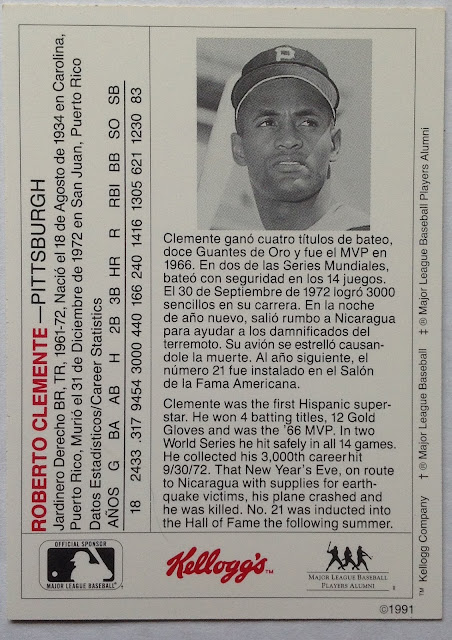 ROBERTO CLEMENTE—PITTSBURGH
Jardinero Derecho BR, TR, 1961-72, Nació el 18 de Agosto de 1934 en Carolina,
Puerto Rico, Murió el 31 de Diciembre de 1972 en San Juan, Puerto Rico
Datos Estadísticos/Career Statistics
AÑOS G BA AB H 2B 3B HR R RBI BB SO SB
18 2433 .317 9454 3000 440 166 240 1416 1305 621 1230 83
P
Clemente ganó cuatro títulos de bateo,
doce Guantes de Oro y fue el MVP en
1966. En dos de las Series Mundiales,
bateó con seguridad en los 14 juegos.
El 30 de Septiembre de 1972 logró 3000
sencillos en su carrera. En la noche
de año nuevo, salió rumbo a Nicaragua
para ayudar a los damnificados del
terremoto. Su avión se estrelló causan-
dole la muerte. Al año siguiente, el
número 21 fue instalado en el Salón
de la Fama Americana.
Clemente was the first Hispanic super-
star. He won 4 batting titles, 12 Gold
Gloves and was the '66 MVP. In two
World Series he hit safely in all 14 games.
He collected his 3,000th career hit
9/30/72. That New Year's Eve, on route
to Nicaragua with supplies for earth-
quake victims, his plane crashed and
he was killed. No. 21 was inducted into
the Hall of Fame the following summer.
™ Kellogg Company † ® Major League Baseball ‡ ® Major League Baseball Players Alumni
OFFICIAL SPONSOR
MAJOR LEAGUE BASEBALL
Kellogg's™
MAJOR LEAGUE BASEBALL
PLAYERS ALUMNI
©1991